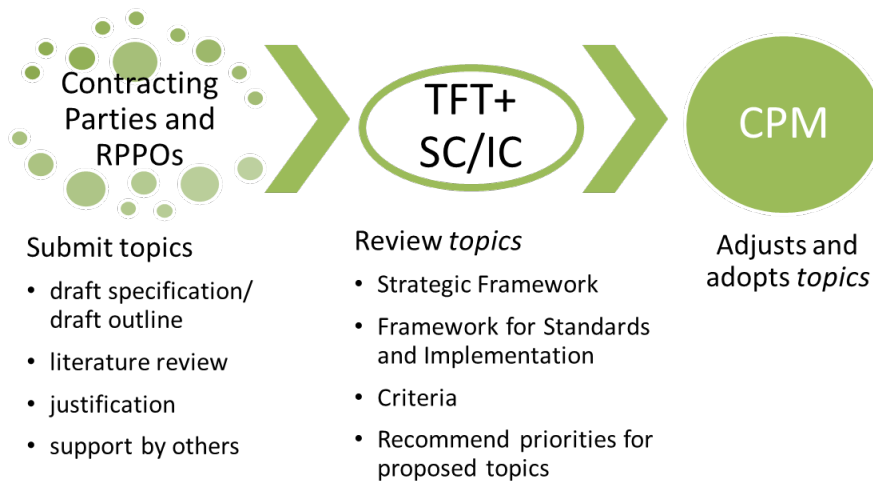 Contracting
Parties and
RPPOs
Submit topics
• draft specification/
draft outline
• literature review
• justification
• support by others
TFT+
SC/IC
Review topics
• Strategic Framework
• Framework for Standards
and Implementation
• Criteria
• Recommend priorities for
proposed topics
CPM
Adjusts and
adopts topics